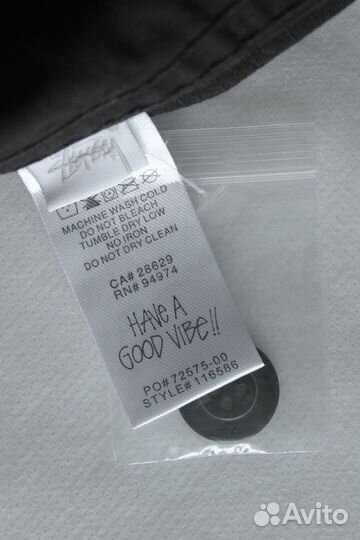 STUSSY
MACHINE WASH COLD
DO NOT BLEACH
TUMBLE DRY LOW
NO IRON
DO NOT DRY CLEAN
CA# 28629
RN# 94974
HAVE A
GOOD VIBE!!
PO#72575-00
STYLE#116586
Avito